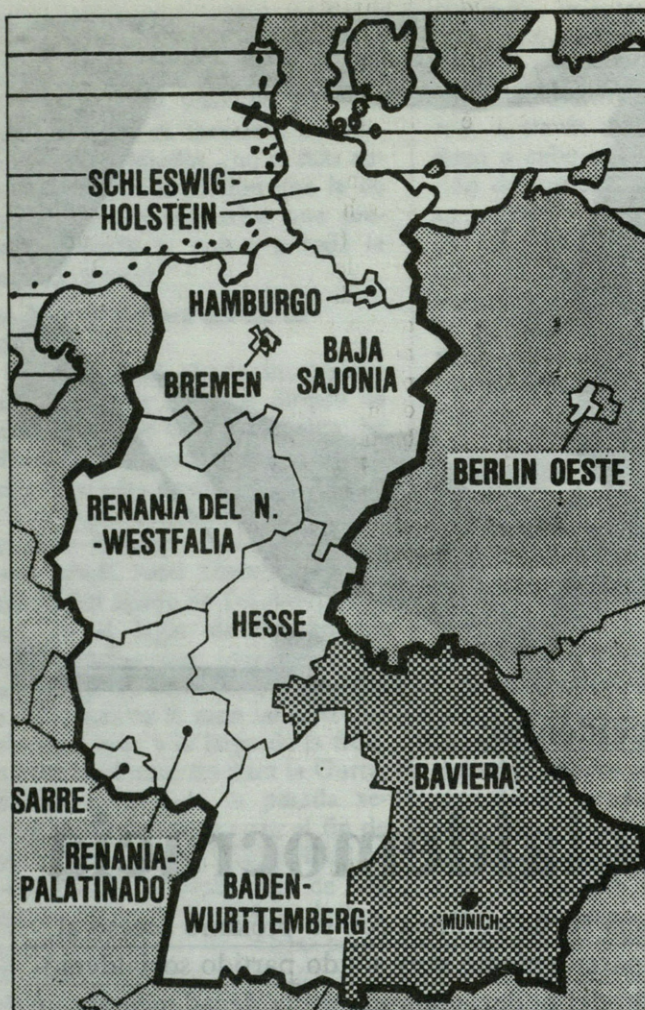 SCHLESWIG-
HOLSTEIN
HAMBURGO
BREMEN
BAJA
SAJONIA
BERLIN OESTE
RENANIA DEL N.
-WESTFALIA
HESSE
SARRE
RENANIA-
PALATINADO
BAVIERA
BADEN-
WURTTEMBERG
MUNICH